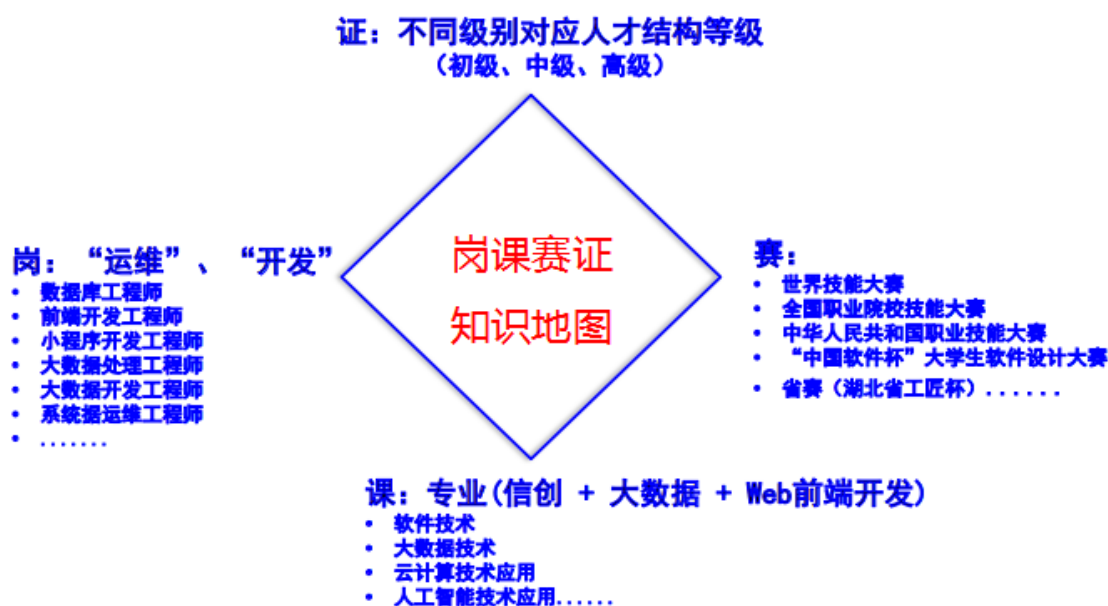 证：不同级别对应人才结构等级
（初级、中级、高级）
岗课赛证
知识地图
岗：“运维”、“开发”
• 数据库工程师
• 前端开发工程师
• 小程序开发工程师
• 大数据处理工程师
• 大数据开发工程师
• 系统据运维工程师
• .......
赛：
• 世界技能大赛
• 全国职业院校技能大赛
• 中华人民共和国职业技能大赛
• “中国软件杯”大学生软件设计大赛
• 省赛（湖北省工匠杯）......
课：专业(信创 + 大数据 + Web前端开发)
• 软件技术
• 大数据技术
• 云计算技术应用
• 人工智能技术应用......